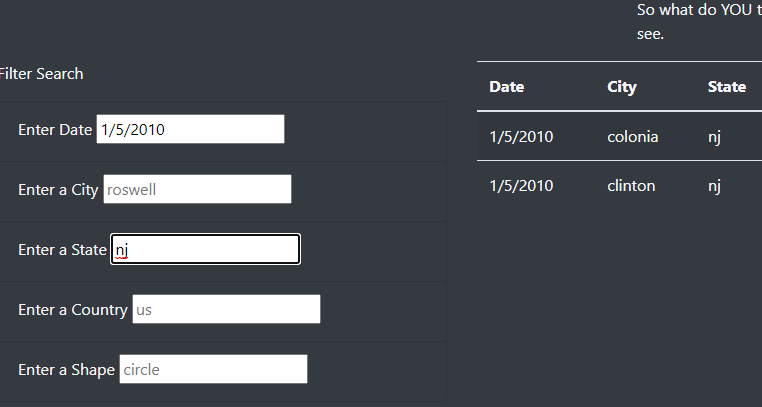 So what do YOU t
see.
Filter Search
Enter Date 1/5/2010
Enter a City roswell
Enter a State nj
Enter a Country us
Enter a Shape circle
Date City State
1/5/2010 colonia nj
1/5/2010 clinton nj